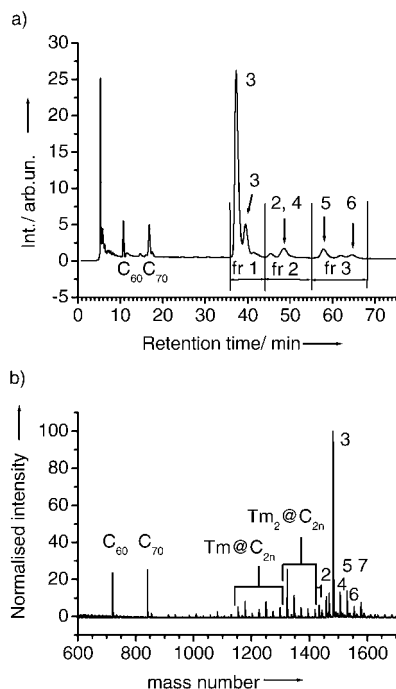 a)
30
25
20
15
10
5
0
-5
Int./ arb.un.
3
3
2, 4
5
6
C60 C70
fr 1
fr 2
fr 3
0 10 20 30 40 50 60 70
Retention time/ min
b)
100
80
60
40
20
0
Normalised intensity
3
Tm2@C2n
Tm@C2n
C60
C70
2
4
5 7
6
600 800 1000 1200 1400 1600
mass number